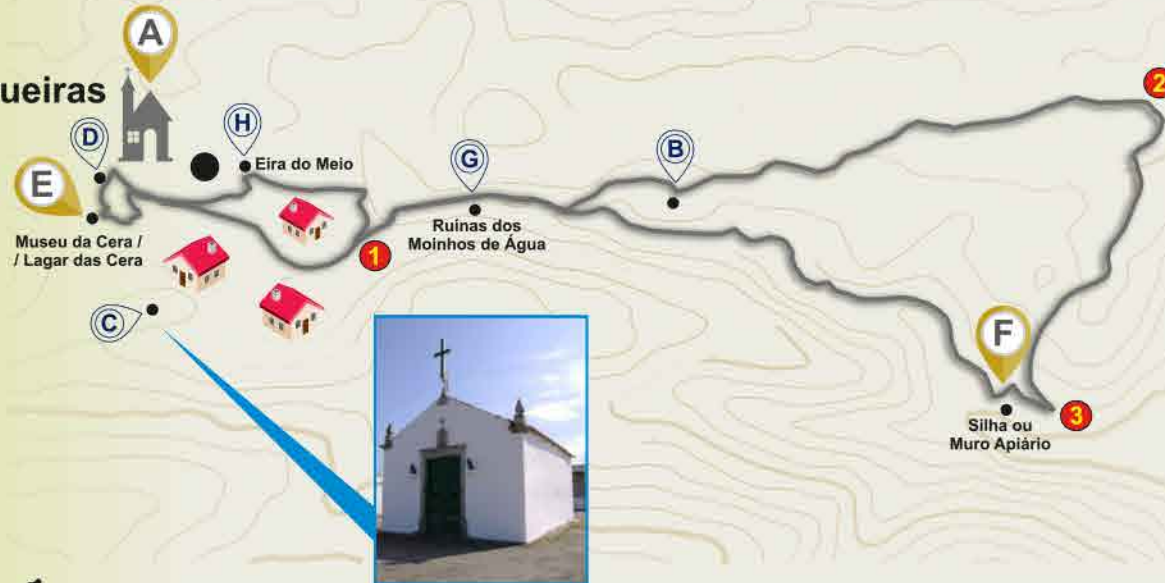 A
ueiras
D
H
Eira do Meio
E
Museu da Cera /
/ Lagar das Cera
C
1
G
Ruínas dos
Moinhos de Água
B
2
F
Silha ou
Muro Apiário
3